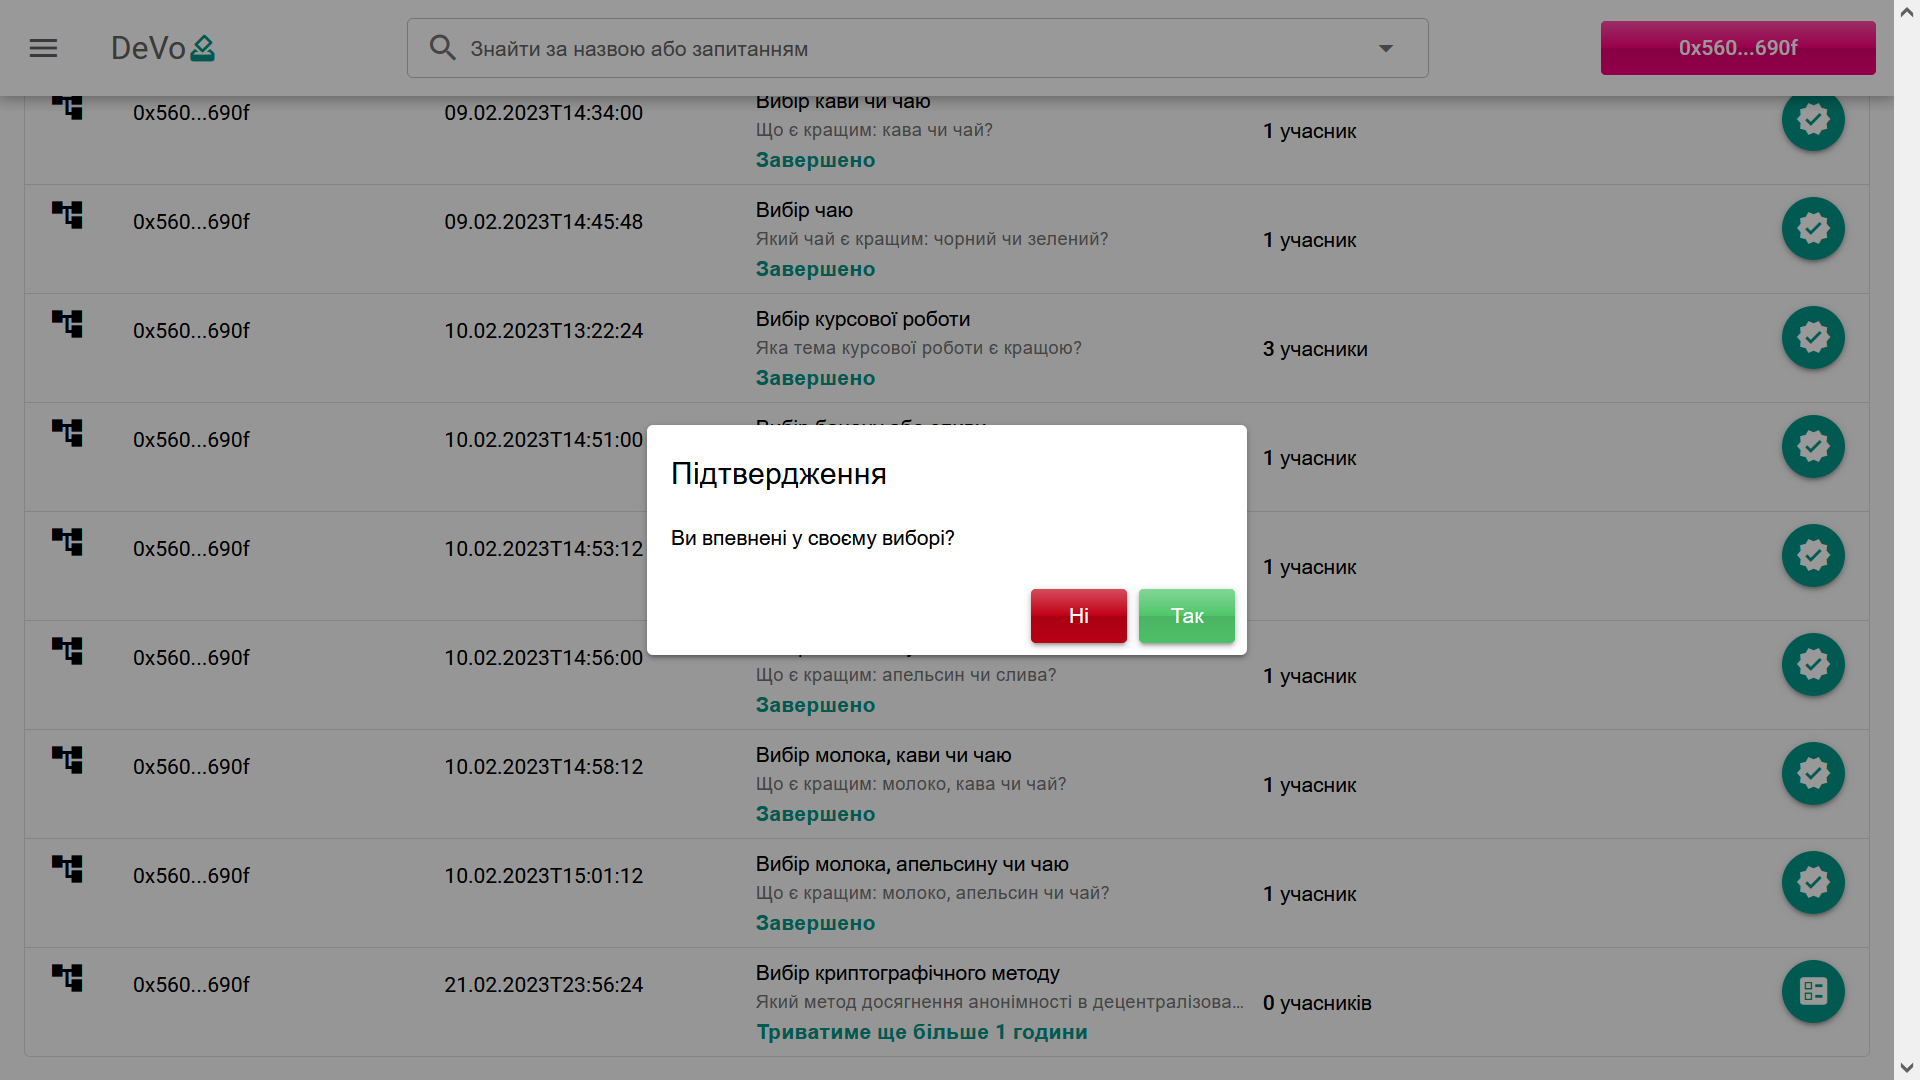 DeVo
Знайти за назвою або запитанням
0x560...690f
0x560...690f 09.02.2023T14:34:00 Вибір кави чи чаю
Що є кращим: кава чи чай?
1 учасник
Завершено
0x560...690f 09.02.2023T14:45:48 Вибір чаю
Який чай є кращим: чорний чи зелений?
1 учасник
Завершено
0x560...690f 10.02.2023T13:22:24 Вибір курсової роботи
Яка тема курсової роботи є кращою?
3 учасники
Завершено
0x560...690f 10.02.2023T14:51:00
1 учасник
Підтвердження
Ви впевнені у своєму виборі?
Ні Так
0x560...690f 10.02.2023T14:53:12
1 учасник
0x560...690f 10.02.2023T14:56:00
Що є кращим: апельсин чи слива?
1 учасник
Завершено
0x560...690f 10.02.2023T14:58:12 Вибір молока, кави чи чаю
Що є кращим: молоко, кава чи чай?
1 учасник
Завершено
0x560...690f 10.02.2023T15:01:12 Вибір молока, апельсину чи чаю
Що є кращим: молоко, апельсин чи чай?
1 учасник
Завершено
0x560...690f 21.02.2023T23:56:24 Вибір криптографічного методу
Який метод досягнення анонімності в децентралізова...
0 учасників
Триватиме ще більше 1 години